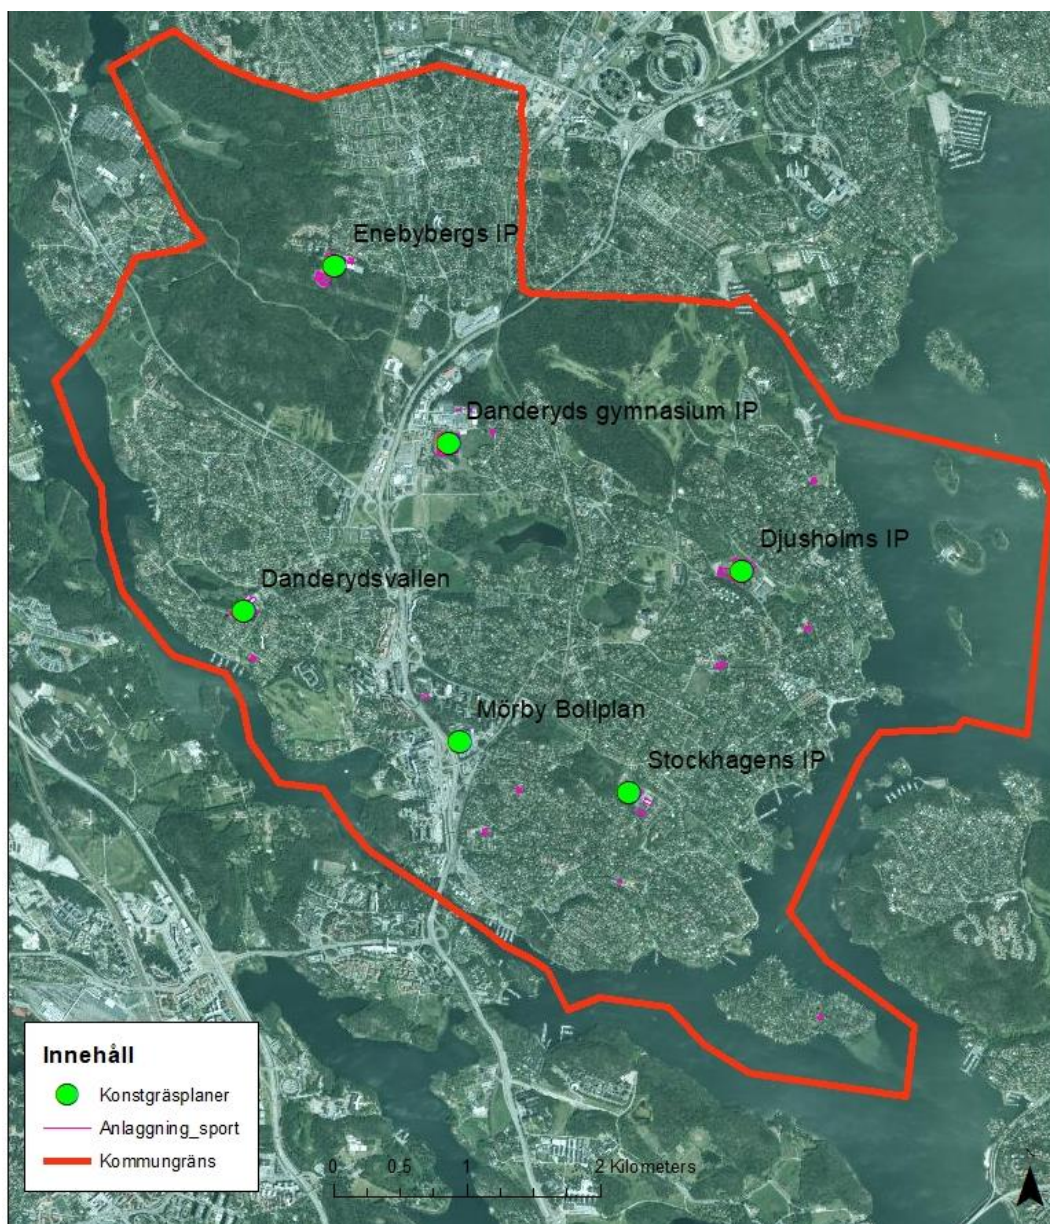 Enebybergs IP
Danderyds gymnasium IP
Djusholms IP
Danderydsvallen
Mörby Bollplan
Stockhagens IP
Innehåll
Konstgräsplaner
Anlaggning_sport
Kommungräns
0 0.5 1 2 Kilometers